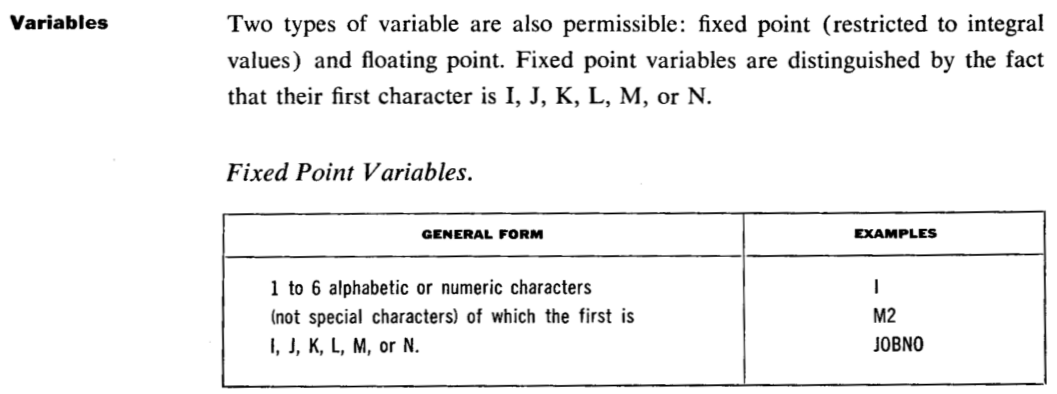 Variables
Two types of variable are also permissible: fixed point (restricted to integral
values) and floating point. Fixed point variables are distinguished by the fact
that their first character is I, J, K, L, M, or N.
Fixed Point Variables.
GENERAL FORM
EXAMPLES
1 to 6 alphabetic or numeric characters
(not special characters) of which the first is
I, J, K, L, M, or N.
I
M2
JOBNO